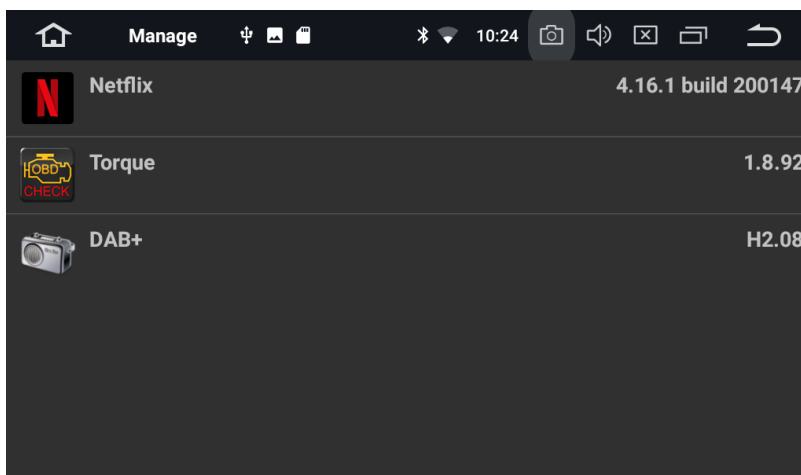 Manage 10:24
Netflix 4.16.1 build 200147
N
Torque 1.8.92
OBD
CHECK
DAB+ H2.08